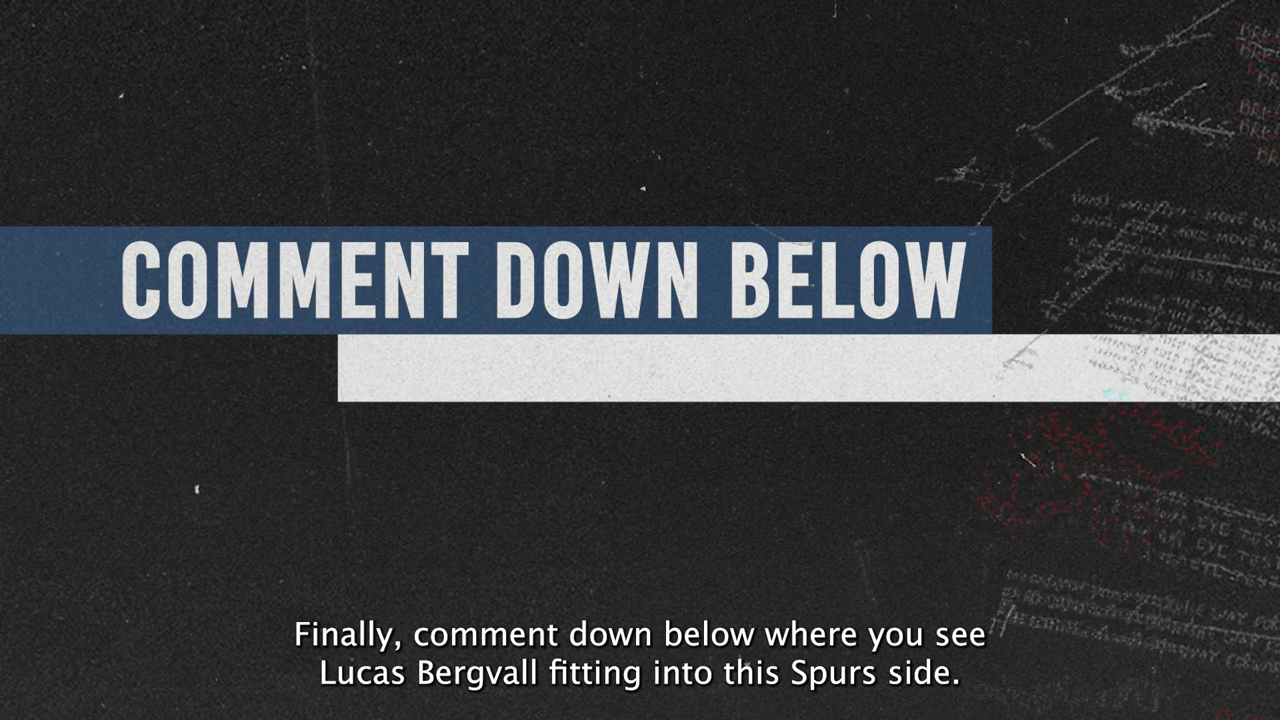 COMMENT DOWN BELOW
Finally, comment down below where you see
Lucas Bergvall fitting into this Spurs side.